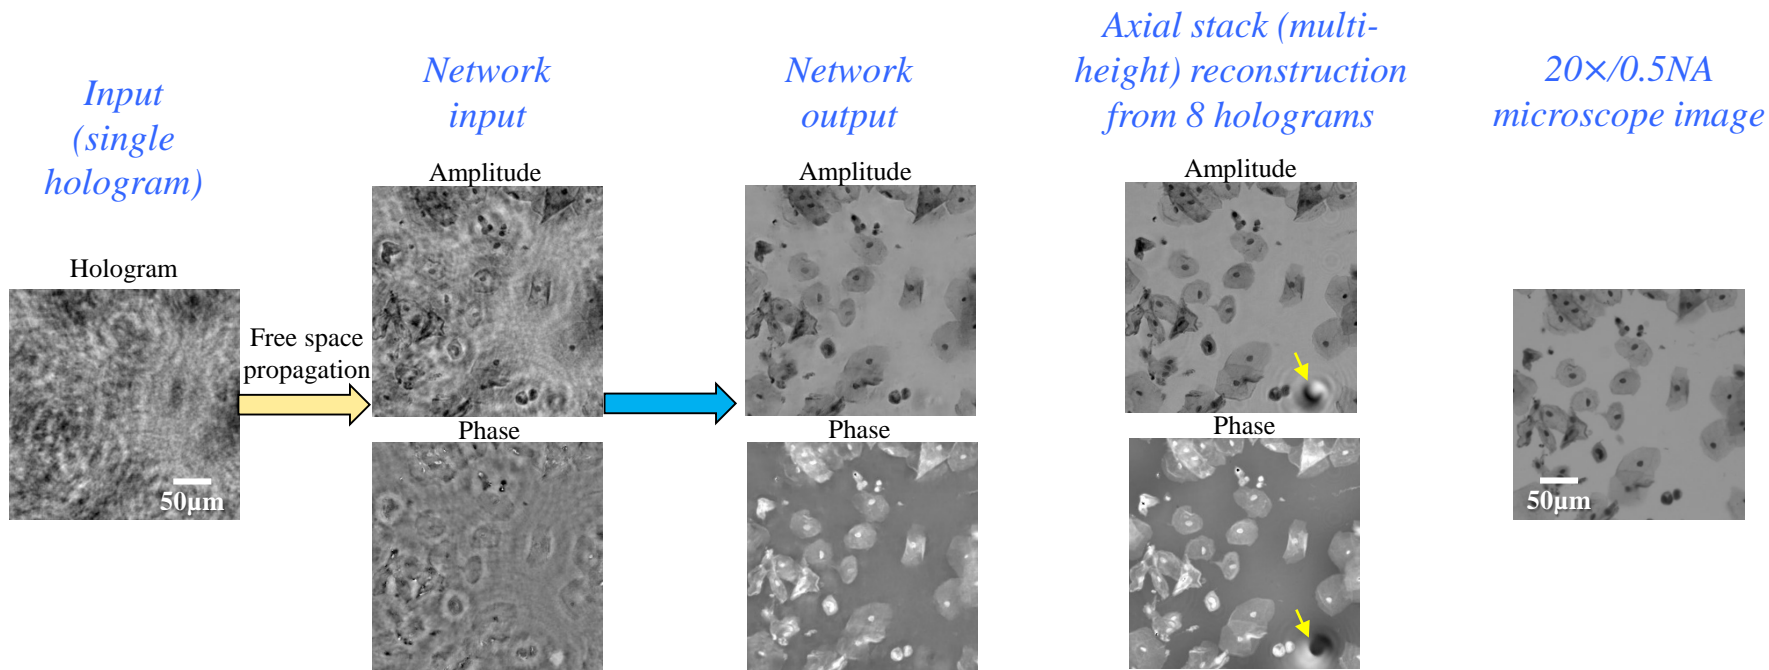 Input
(single
hologram)
Hologram
50µm
Free space
propagation
Network
input
Amplitude
Phase
Network
output
Amplitude
Phase
Axial stack (multi-
height) reconstruction
from 8 holograms
Amplitude
Phase
20×/0.5NA
microscope image
50µm